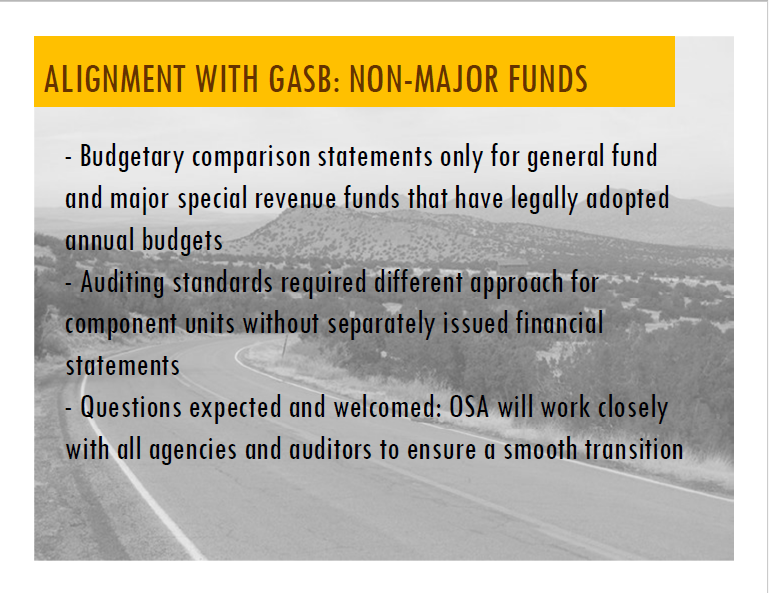 ALIGNMENT WITH GASB: NON-MAJOR FUNDS
- Budgetary comparison statements only for general fund
and major special revenue funds that have legally adopted
annual budgets
- Auditing standards required different approach for
component units without separately issued financial
statements
- Questions expected and welcomed: OSA will work closely
with all agencies and auditors to ensure a smooth transition